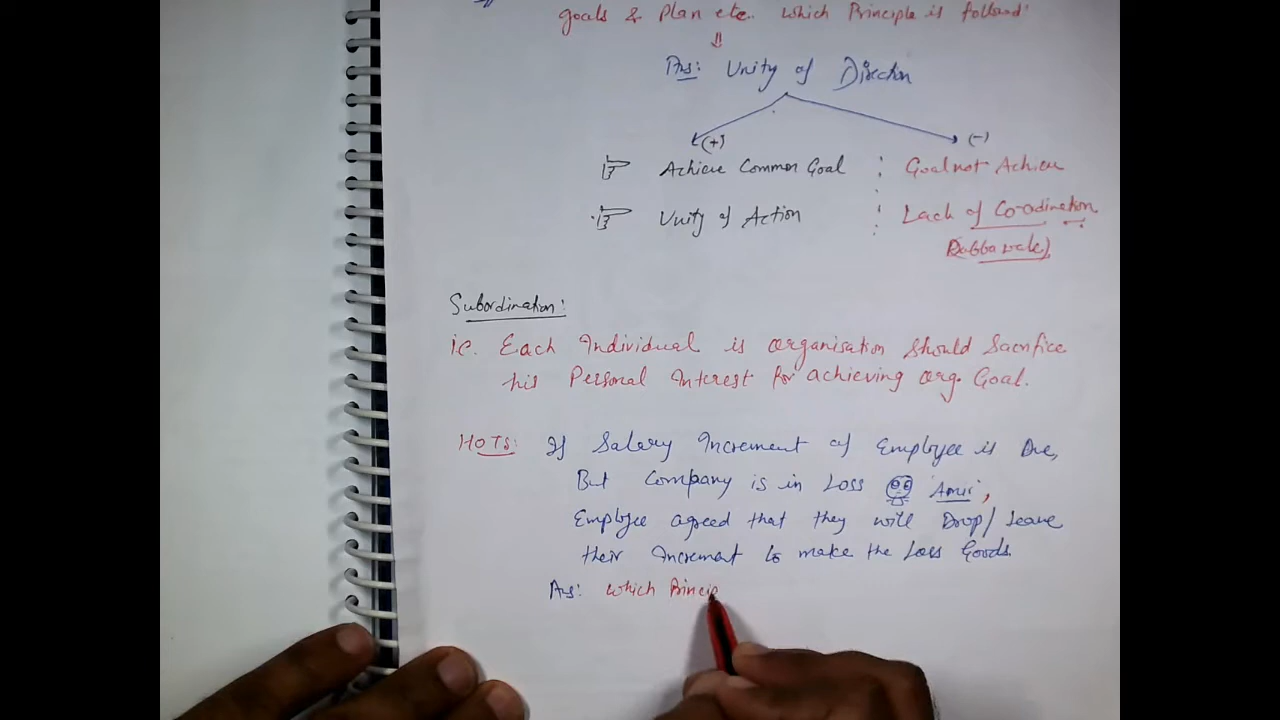 goals & Plan etc.. Which Principle is followed
Ans: Unity of Direction
(+) (-)
Achieve Common Goal : Goal not Achieve
Unity of Action Lack of Co-odination
Subordination:
i.e. Each Individual is organisation Should Sacrifice
his Personal Interest for achieving org. Goal.
HOTS: If Salary Increment of Employee is Due,
But Company is in Loss 'Amir',
Employee agreed that they will Drop/Leave
their Increment to make the Loss Goods.
Ans: which Princip